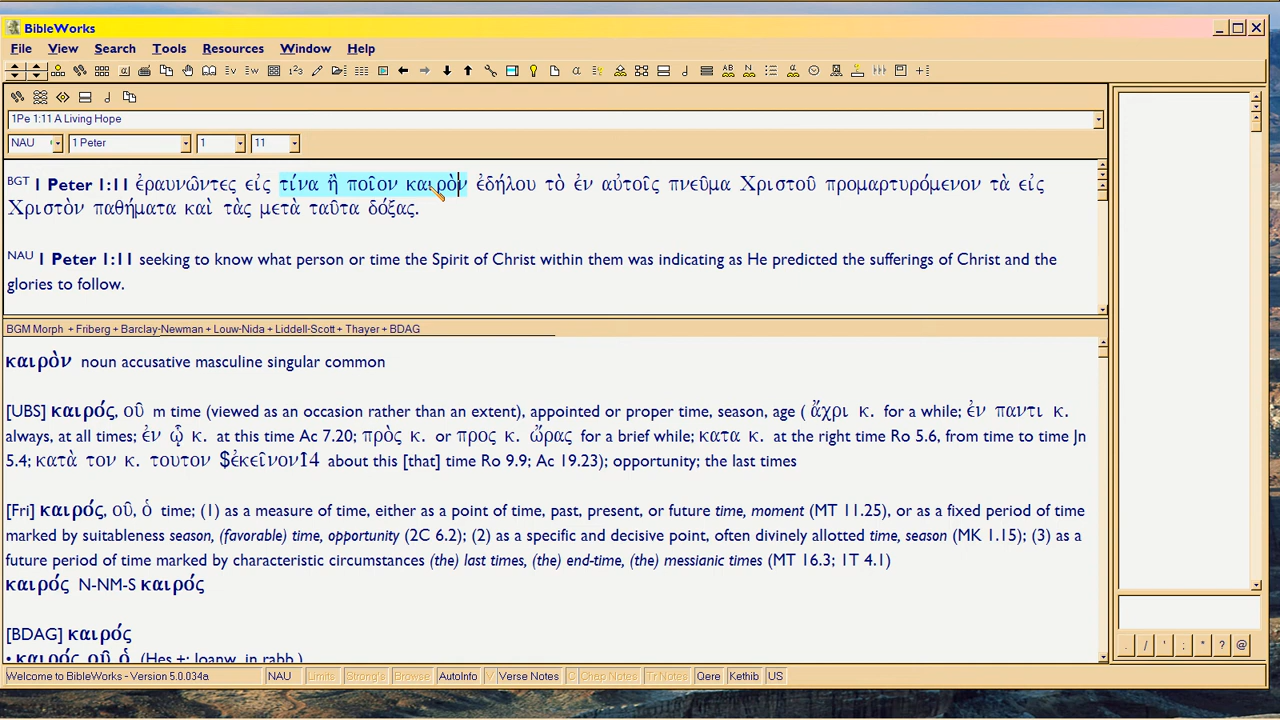 BibleWorks
File View Search Tools Resources Window Help
1Pe 1:11 A Living Hope
NAU 1 Peter 1 11
BGT 1 Peter 1:11 ἐραυνῶντες εἰς τίνα ἢ ποῖον καιρὸν ἐδήλου τὸ ἐν αὐτοῖς πνεῦμα Χριστοῦ προμαρτυρόμενον τὰ εἰς
Χριστὸν παθήματα καὶ τὰς μετὰ ταῦτα δόξας.
NAU 1 Peter 1:11 seeking to know what person or time the Spirit of Christ within them was indicating as He predicted the sufferings of Christ and the
glories to follow.
BGM Morph + Friberg + Barclay-Newman + Louw-Nida + Liddell-Scott + Thayer + BDAG
καιρὸν noun accusative masculine singular common
[UBS] καιρός, οῦ m time (viewed as an occasion rather than an extent), appointed or proper time, season, age ( ἄχρι κ. for a while; ἐν παντι κ.
always, at all times; ἐν ᾧ κ. at this time Ac 7.20; πρὸς κ. or προς κ. ὥρας for a brief while; κατα κ. at the right time Ro 5.6, from time to time Jn
5.4; κατὰ τον κ. τουτον $ἐκεῖνον14 about this [that] time Ro 9.9; Ac 19.23); opportunity; the last times
[Fri] καιρός, οῦ, ὁ time; (1) as a measure of time, either as a point of time, past, present, or future time, moment (MT 11.25), or as a fixed period of time
marked by suitableness season, (favorable) time, opportunity (2C 6.2); (2) as a specific and decisive point, often divinely allotted time, season (MK 1.15); (3) as a
future period of time marked by characteristic circumstances (the) last times, (the) end-time, (the) messianic times (MT 16.3; 1T 4.1)
καιρός N-NM-S καιρός
[BDAG] καιρός
• καιρός, οῦ, ὁ (Hes.+; loanw. in rabb.)
. / ' ; * ? @
Welcome to BibleWorks - Version 5.0.034a NAU Limits Strong's Browse AutoInfo V Verse Notes C Chap Notes Tr Notes Qere Kethib US